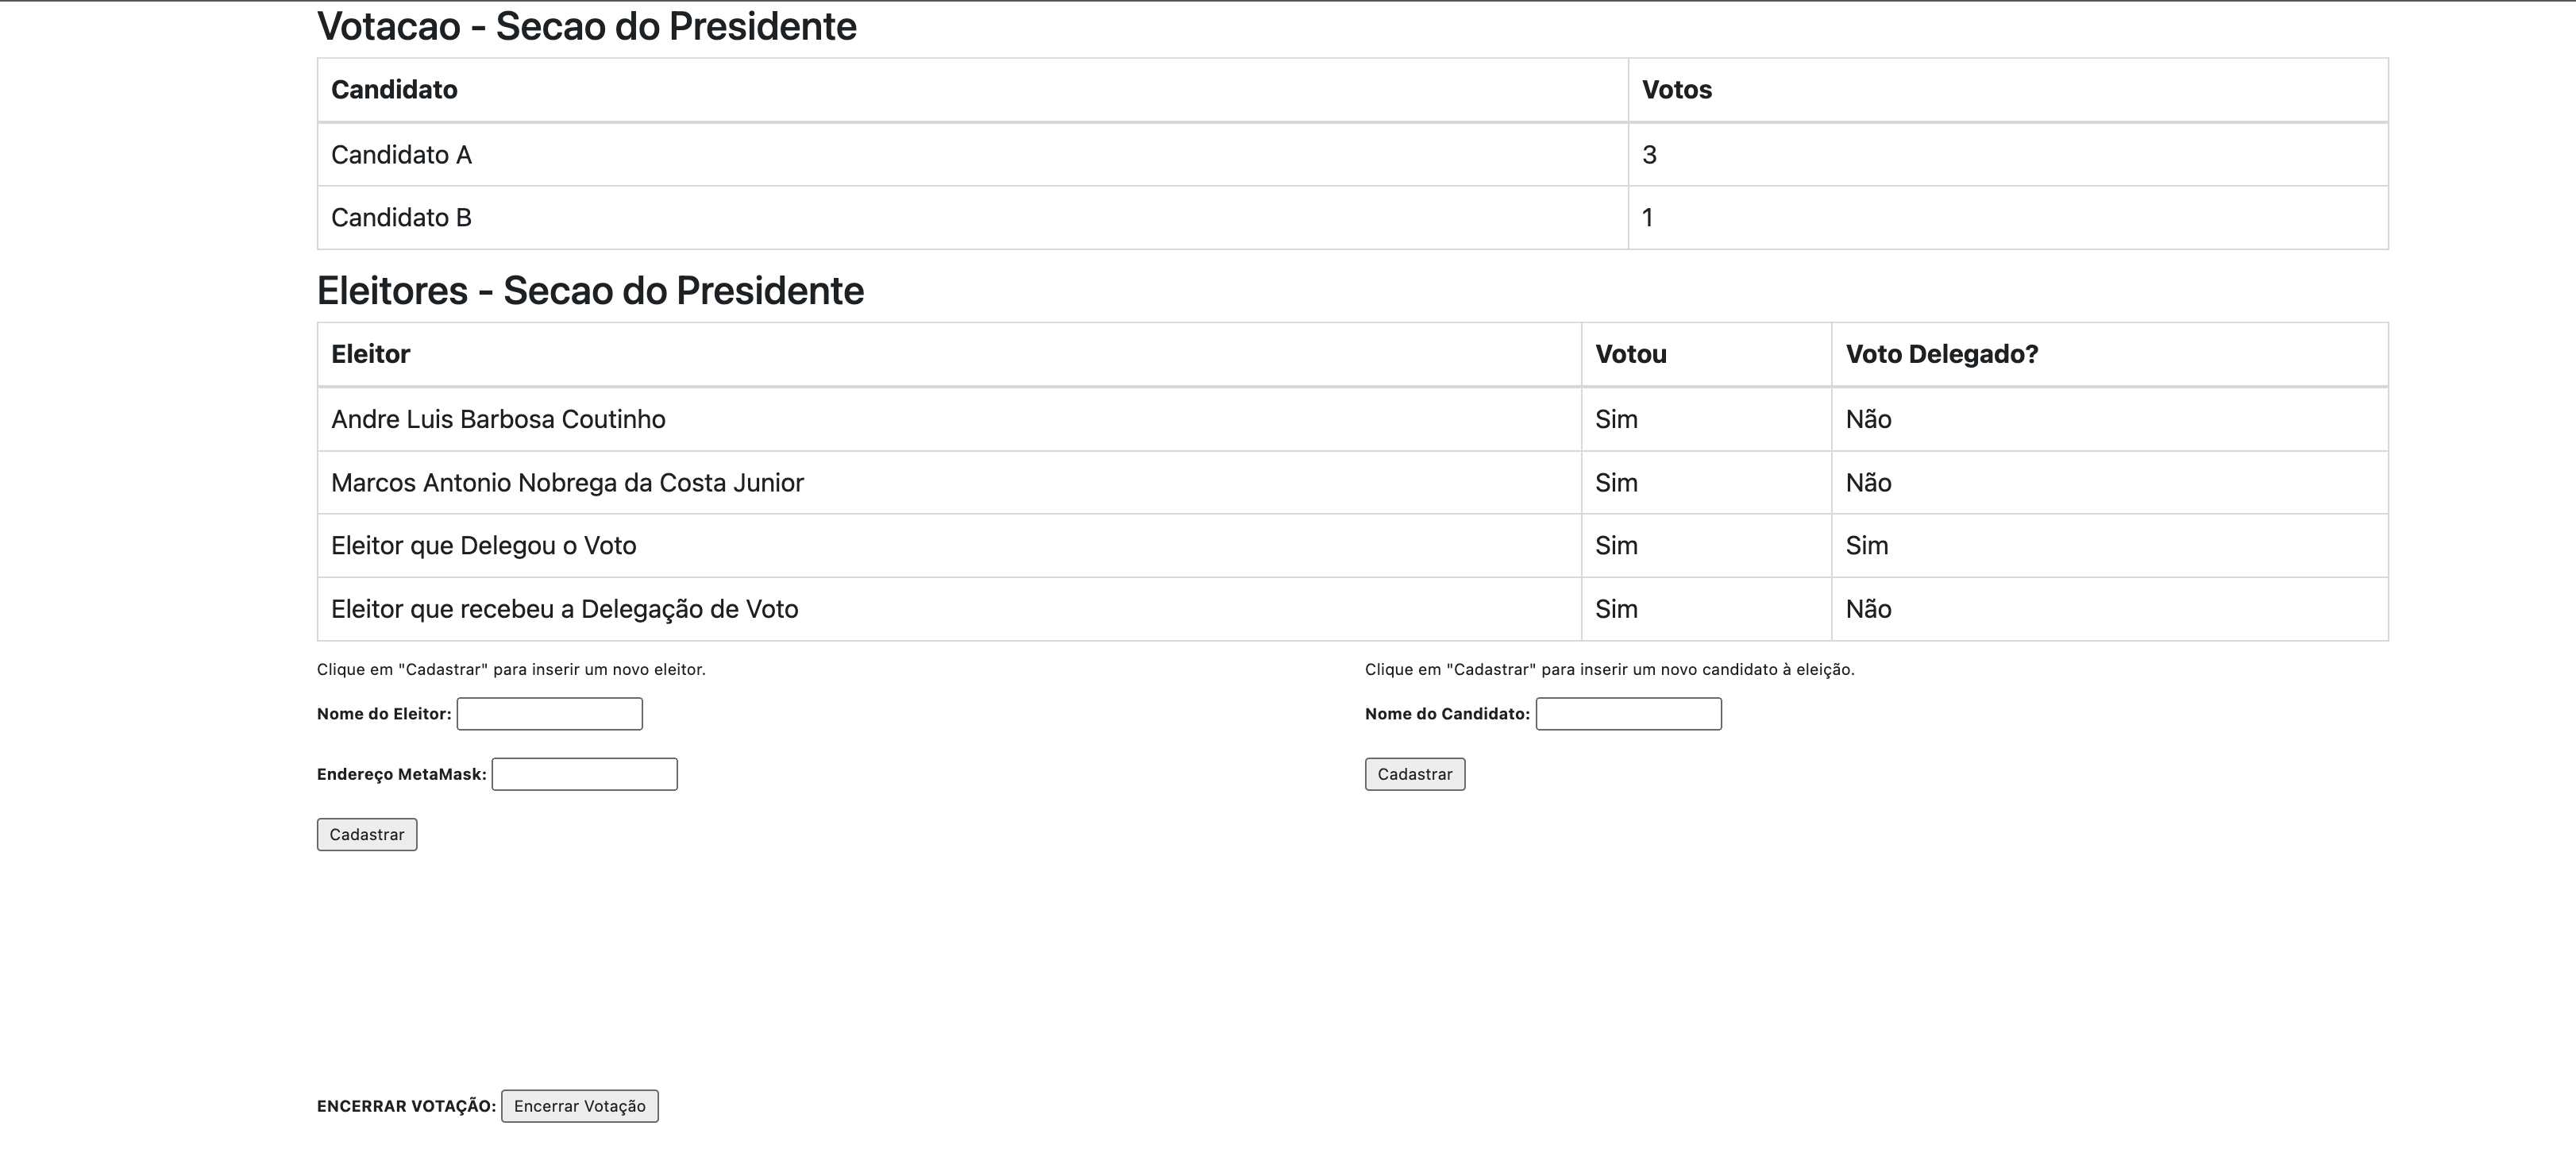 Votacao - Secao do Presidente
Candidato Votos
Candidato A 3
Candidato B 1
Eleitores - Secao do Presidente
Eleitor Votou Voto Delegado?
Andre Luis Barbosa Coutinho Sim Não
Marcos Antonio Nobrega da Costa Junior Sim Não
Eleitor que Delegou o Voto Sim Sim
Eleitor que recebeu a Delegação de Voto Sim Não
Clique em "Cadastrar" para inserir um novo eleitor.
Nome do Eleitor:
Endereço MetaMask:
Cadastrar
Clique em "Cadastrar" para inserir um novo candidato à eleição.
Nome do Candidato:
Cadastrar
ENCERRAR VOTAÇÃO: Encerrar Votação